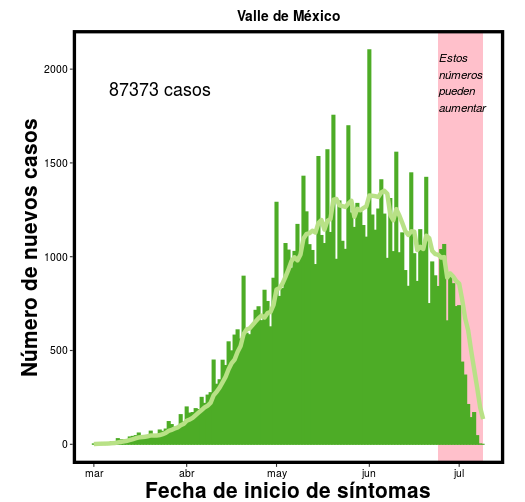 Valle de México
Estos
números
pueden
aumentar
87373 casos
Número de nuevos casos
2000
1500
1000
500
0
mar abr may jun jul
Fecha de inicio de síntomas